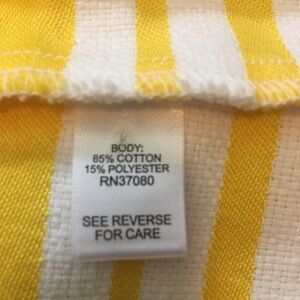 BODY:
85% COTTON
15% POLYESTER
RN37080
SEE REVERSE
FOR CARE